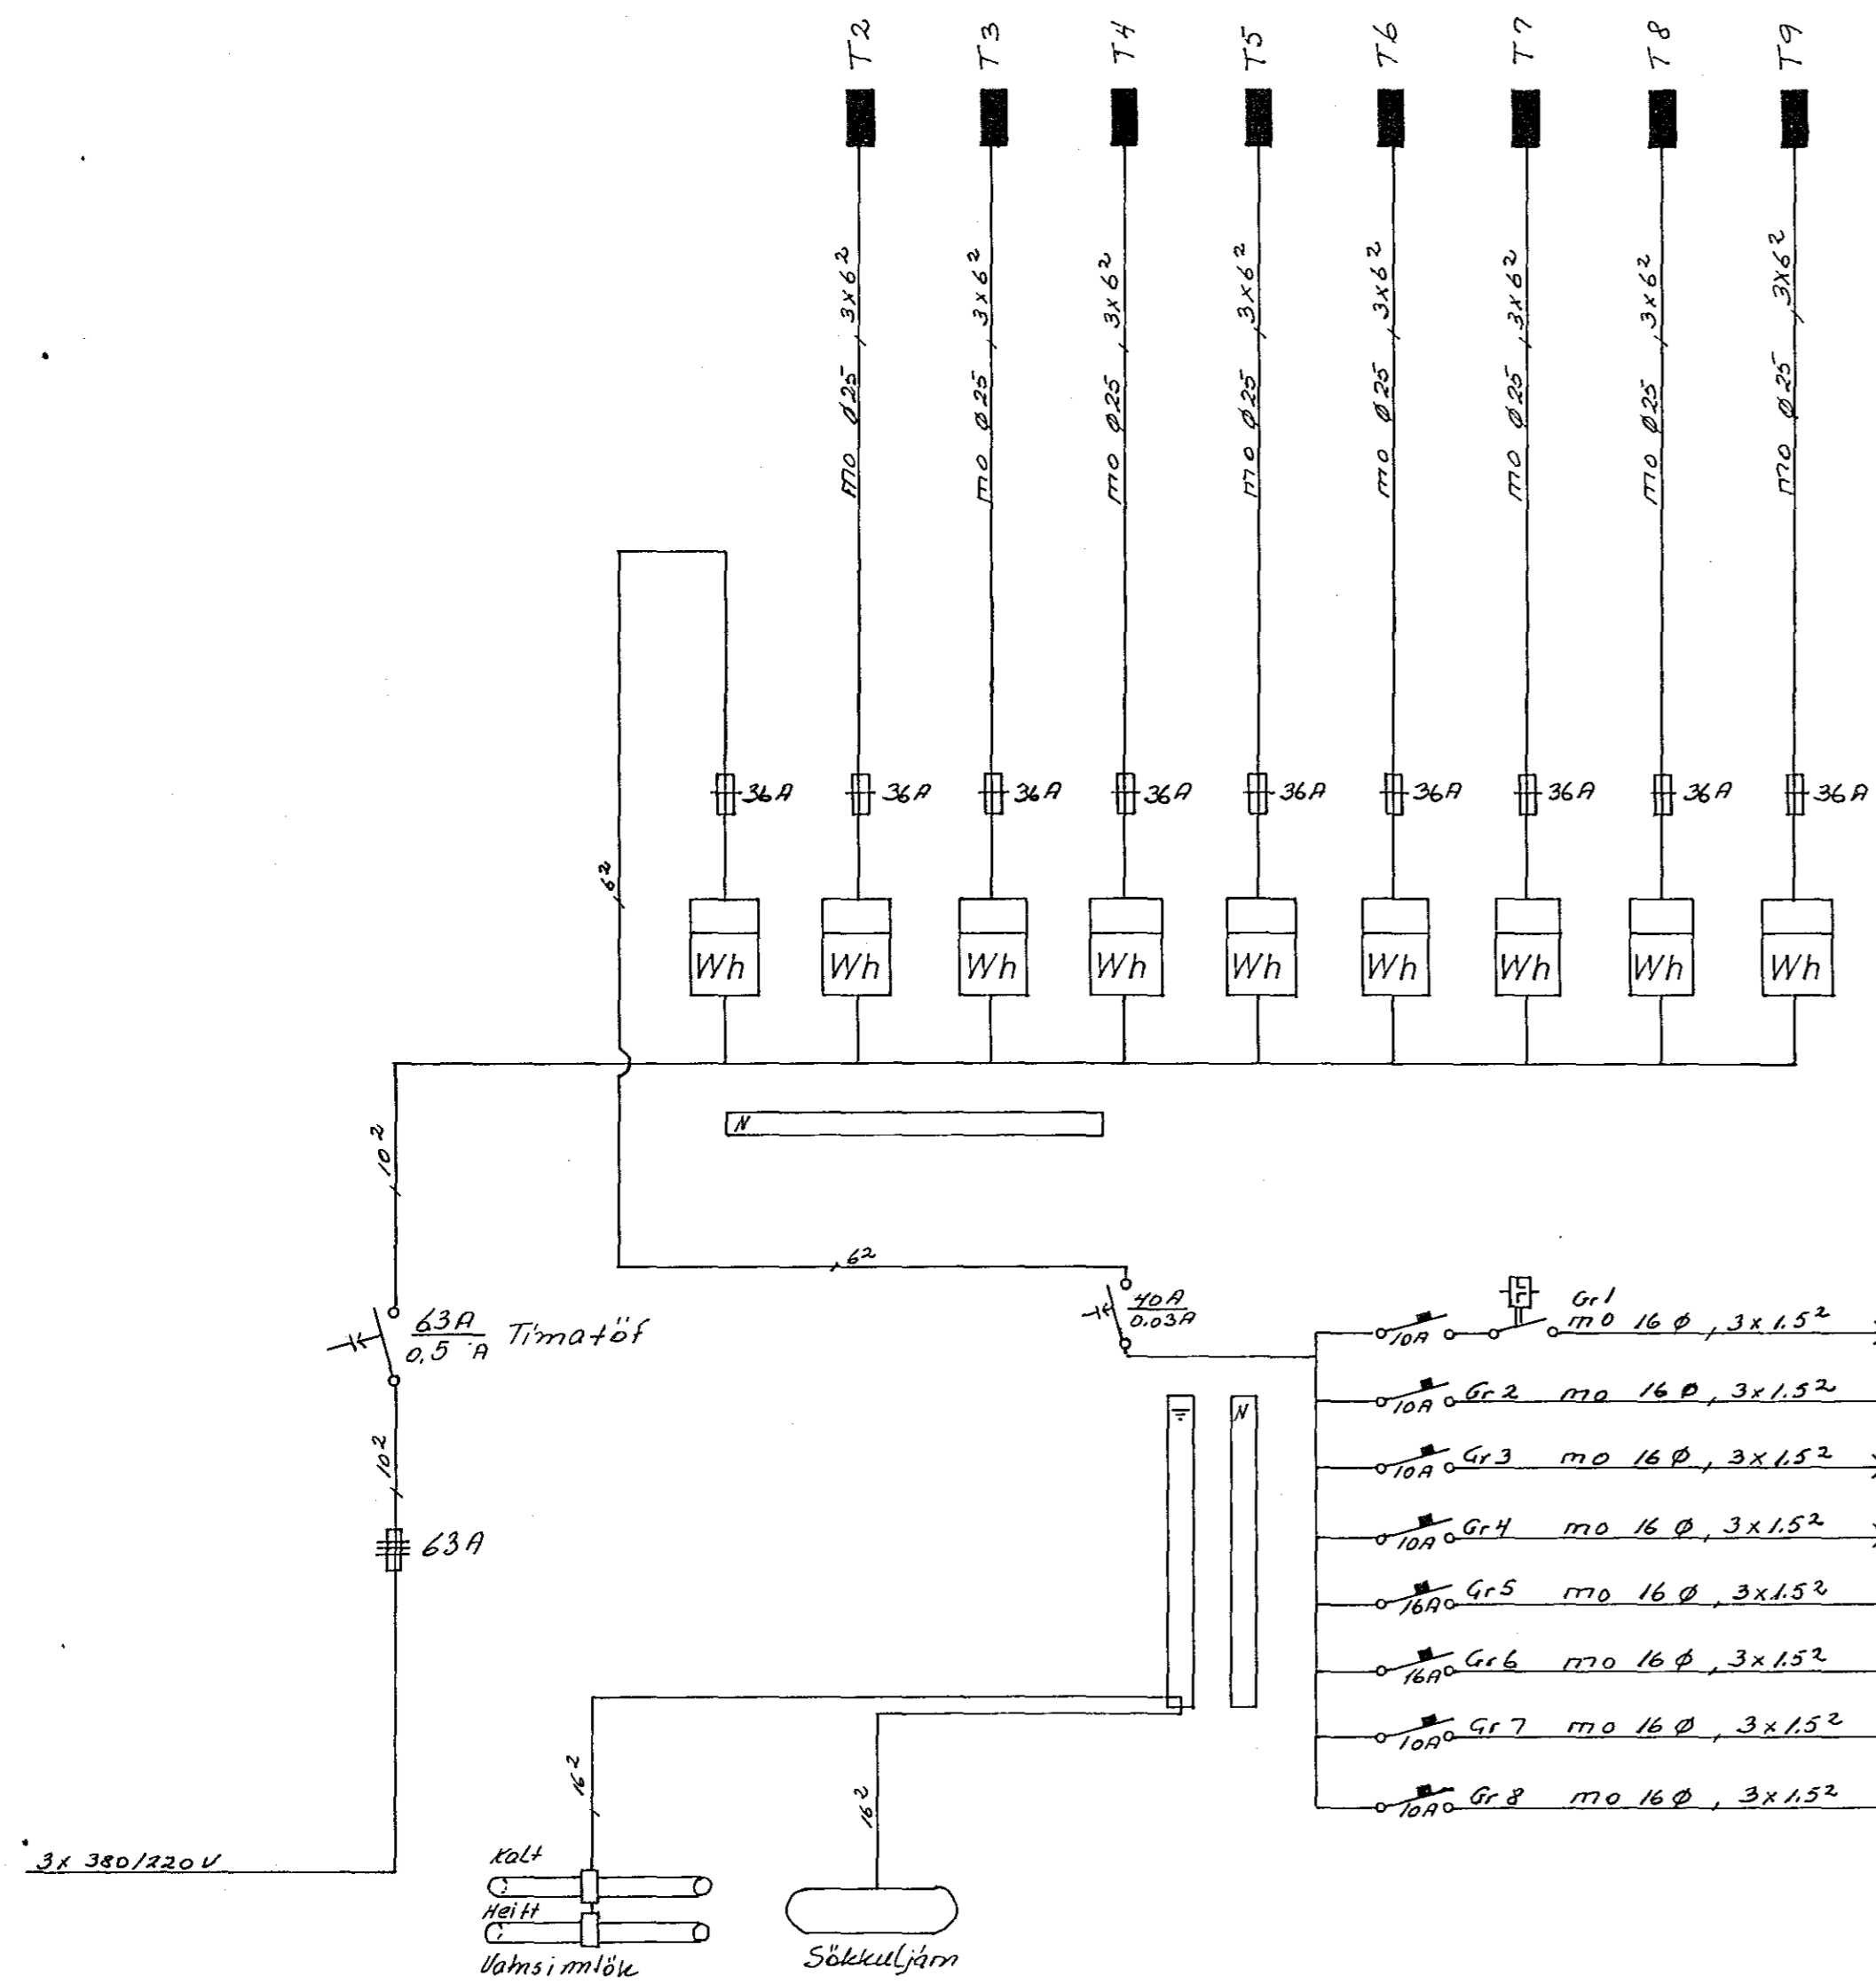 T2 T3 T4 T5 T6 T7 T8 T9
mo ø25, 3x6²
mo ø25, 3x6²
mo ø25, 3x6²
mo ø25, 3x6²
mo ø25, 3x6²
mo ø25, 3x6²
mo ø25, 3x6²
mo ø25, 3x6²
36A 36A 36A 36A 36A 36A 36A 36A 36A
6²
Wh Wh Wh Wh Wh Wh Wh Wh Wh
N
10²
6²
63A
0,5 A Tímatöf
40A
0.03A
10A Gr1 mo 16 ø, 3x1.5²
10A Gr2 mo 16 ø, 3x1.5²
N
10²
10A Gr3 mo 16 ø, 3x1.5²
63A
10A Gr4 mo 16 ø, 3x1.5²
16A Gr5 mo 16 ø, 3x1.5²
16A Gr6 mo 16 ø, 3x1.5²
10A Gr7 mo 16 ø, 3x1.5²
16²
16²
10A Gr8 mo 16 ø, 3x1.5²
3x 380/220V
Kalt
Heitt
Vatnsinntök
Sökkuljárn